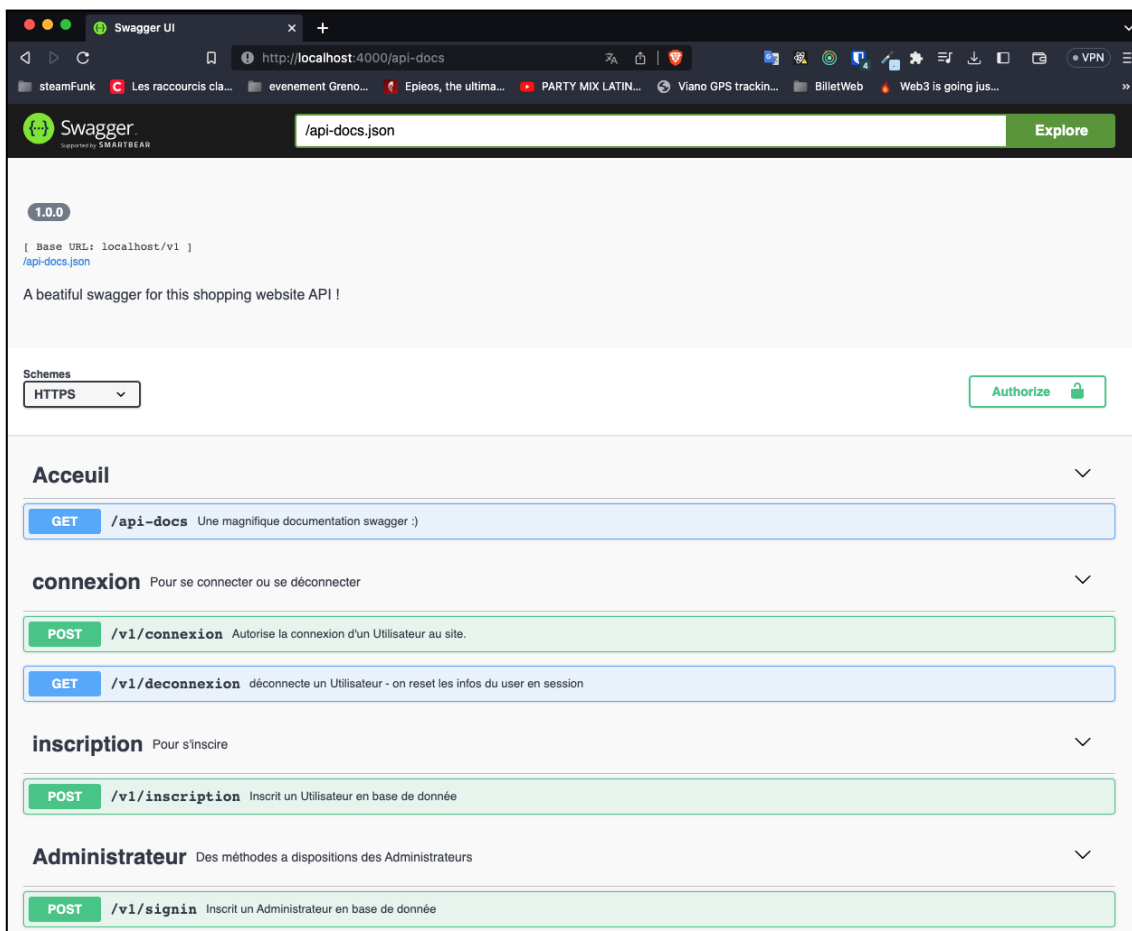 Swagger UI
http://localhost:4000/api-docs
VPN
steamFunk Les raccourcis cla... evenement Greno... Epieos, the ultima... PARTY MIX LATIN... Viano GPS trackin... BilletWeb Web3 is going jus... »
Swagger. Supported by SMARTBEAR
/api-docs.json
Explore
1.0.0
[ Base URL: localhost/v1 ]
/api-docs.json
A beatiful swagger for this shopping website API !
Schemes
HTTPS
Authorize
Acceuil
GET /api-docs Une magnifique documentation swagger :)
connexion Pour se connecter ou se déconnecter
POST /v1/connexion Autorise la connexion d'un Utilisateur au site.
GET /v1/deconnexion déconnecte un Utilisateur - on reset les infos du user en session
inscription Pour s'inscire
POST /v1/inscription Inscrit un Utilisateur en base de donnée
Administrateur Des méthodes a dispositions des Administrateurs
POST /v1/signin Inscrit un Administrateur en base de donnée